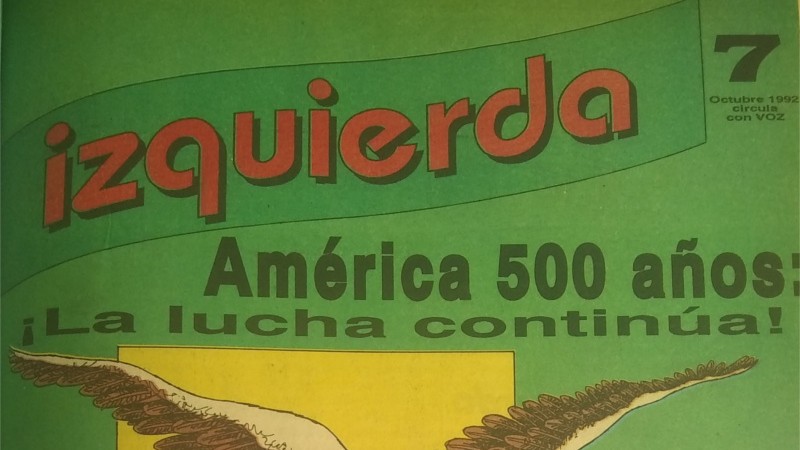 izquierda
7
Octubre 1992
circula
con VOZ
América 500 años:
¡La lucha continúa!